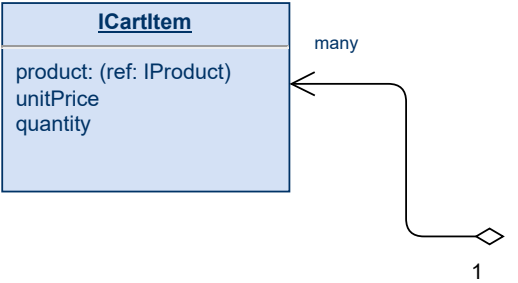 ICartItem
many
product: (ref: IProduct)
unitPrice
quantity
1